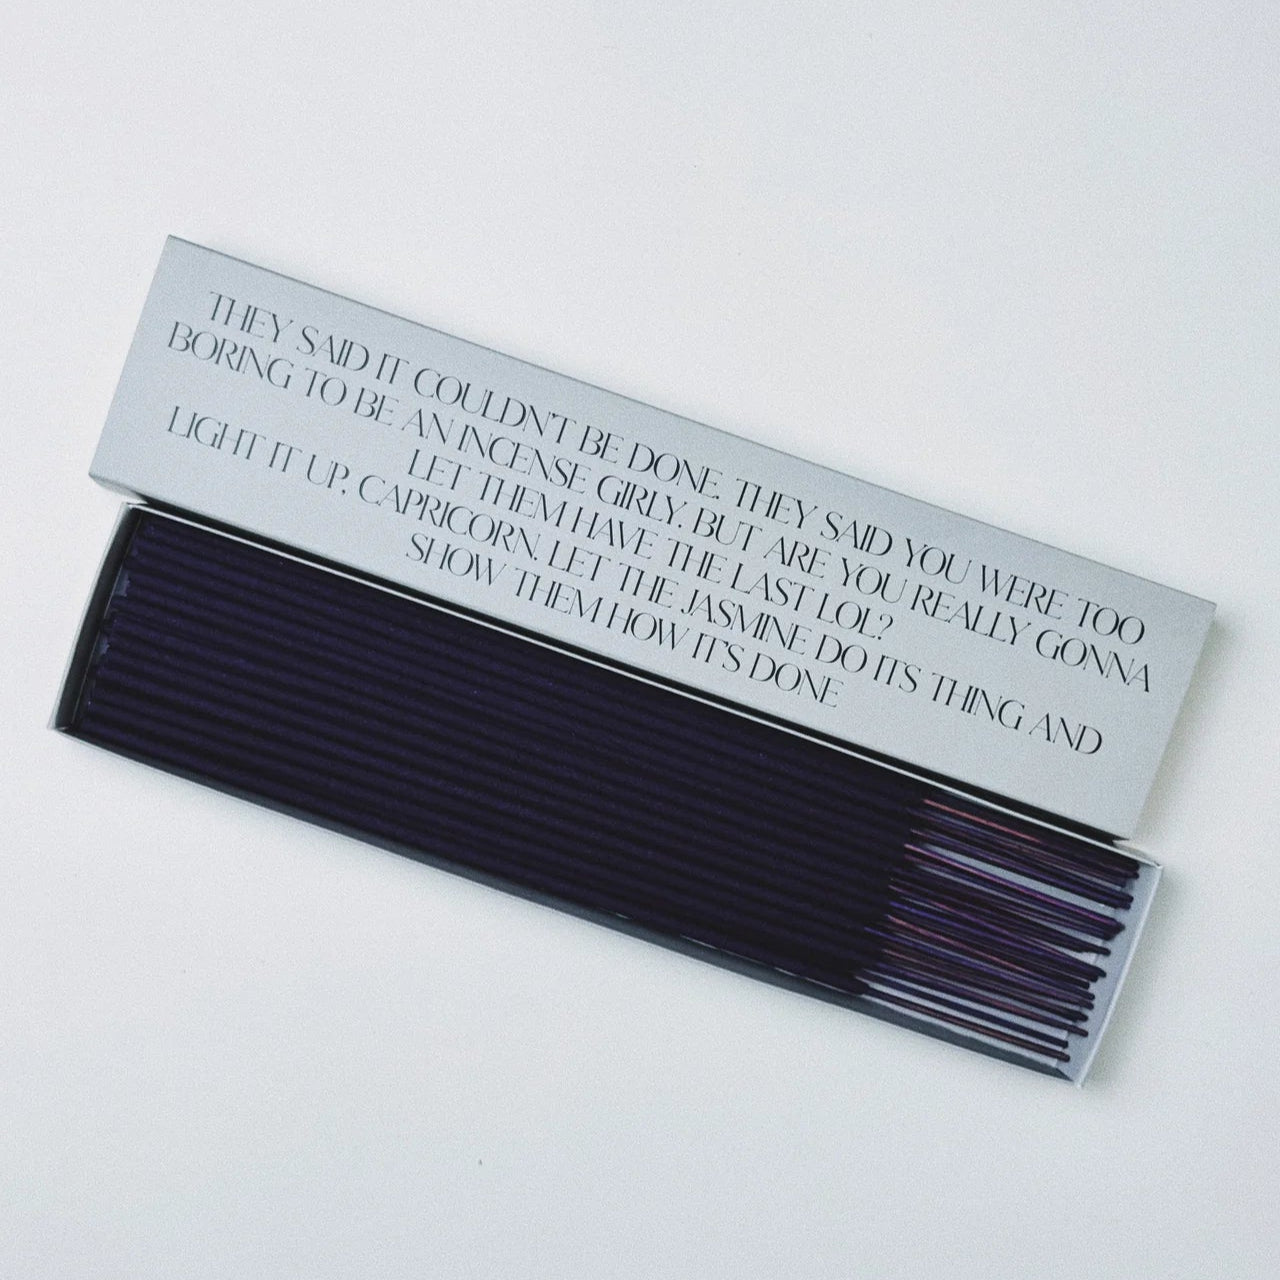 THEY SAID IT COULDN'T BE DONE. THEY SAID YOU WERE TOO
BORING TO BE AN INCENSE GIRLY. BUT ARE YOU REALLY GONNA
LET THEM HAVE THE LAST LOL?
LIGHT IT UP, CAPRICORN. LET THE JASMINE DO ITS THING AND
SHOW THEM HOW IT'S DONE